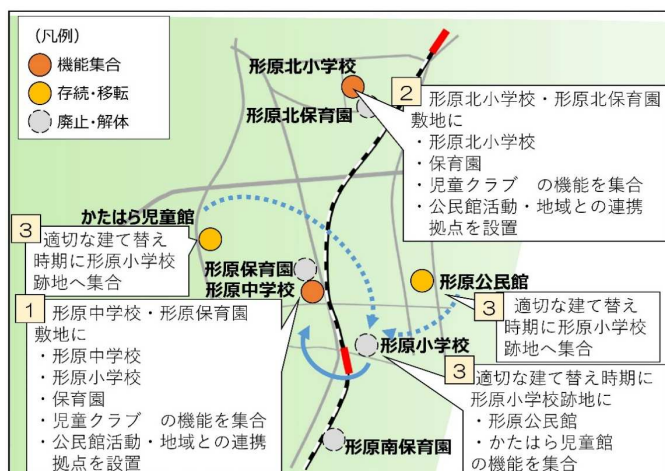 (凡例)
機能集合
存続・移転
廃止・解体
形原北小学校
形原北保育園
2 形原北小学校・形原北保育園
敷地に
・形原北小学校
・保育園
・児童クラブ の機能を集合
・公民館活動・地域との連携
拠点を設置
かたはら児童館
3 適切な建て替え
時期に形原小学校
跡地へ集合
形原保育園
形原中学校
1 形原中学校・形原保育園
敷地に
・形原中学校
・形原小学校
・保育園
・児童クラブ の機能を集合
・公民館活動・地域との連携
拠点を設置
形原公民館
3 適切な建て替え
時期に形原小学校
跡地へ集合
形原小学校
3 適切な建て替え時期に
形原小学校跡地に
・形原公民館
・かたはら児童館
の機能を集合
形原南保育園